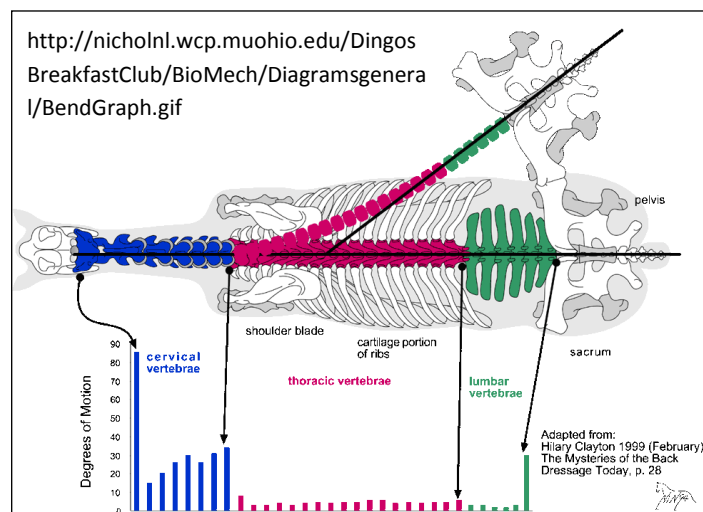 http://nicholnl.wcp.muohio.edu/Dingos
BreakfastClub/BioMech/Diagramsgenera
l/BendGraph.gif
pelvis
shoulder blade
cartilage portion
of ribs
sacrum
cervical
vertebrae
thoracic vertebrae
lumbar
vertebrae
Degrees of Motion
90
80
70
60
50
40
30
20
10
0
Adapted from:
Hilary Clayton 1999 (February)
The Mysteries of the Back
Dressage Today, p. 28